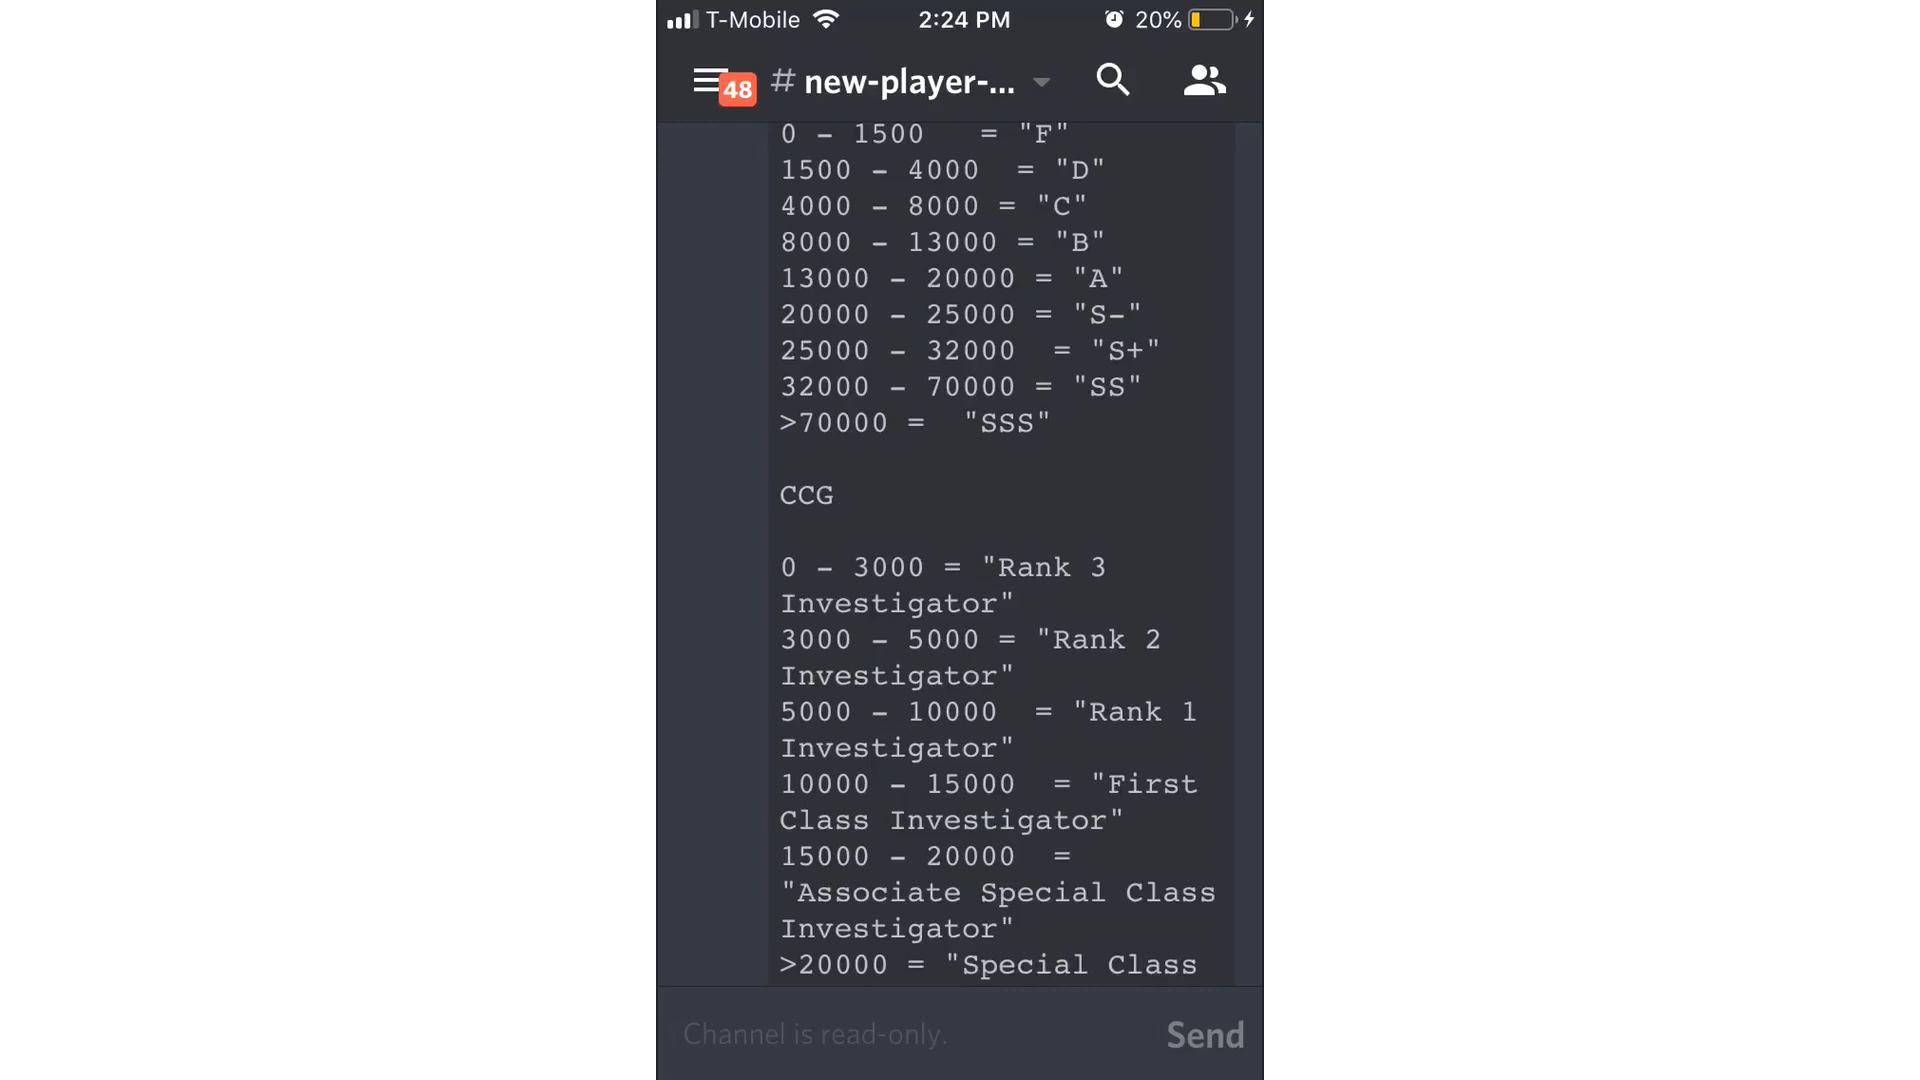 T-Mobile 2:24 PM 20%
48 # new-player-...
0 - 1500   = "F"
1500 - 4000  = "D"
4000 - 8000 = "C"
8000 - 13000 = "B"
13000 - 20000 = "A"
20000 - 25000 = "S-"
25000 - 32000  = "S+"
32000 - 70000 = "SS"
>70000 =  "SSS"
CCG
0 - 3000 = "Rank 3
Investigator"
3000 - 5000 = "Rank 2
Investigator"
5000 - 10000  = "Rank 1
Investigator"
10000 - 15000  = "First
Class Investigator"
15000 - 20000  =
"Associate Special Class
Investigator"
>20000 = "Special Class
Channel is read-only. Send